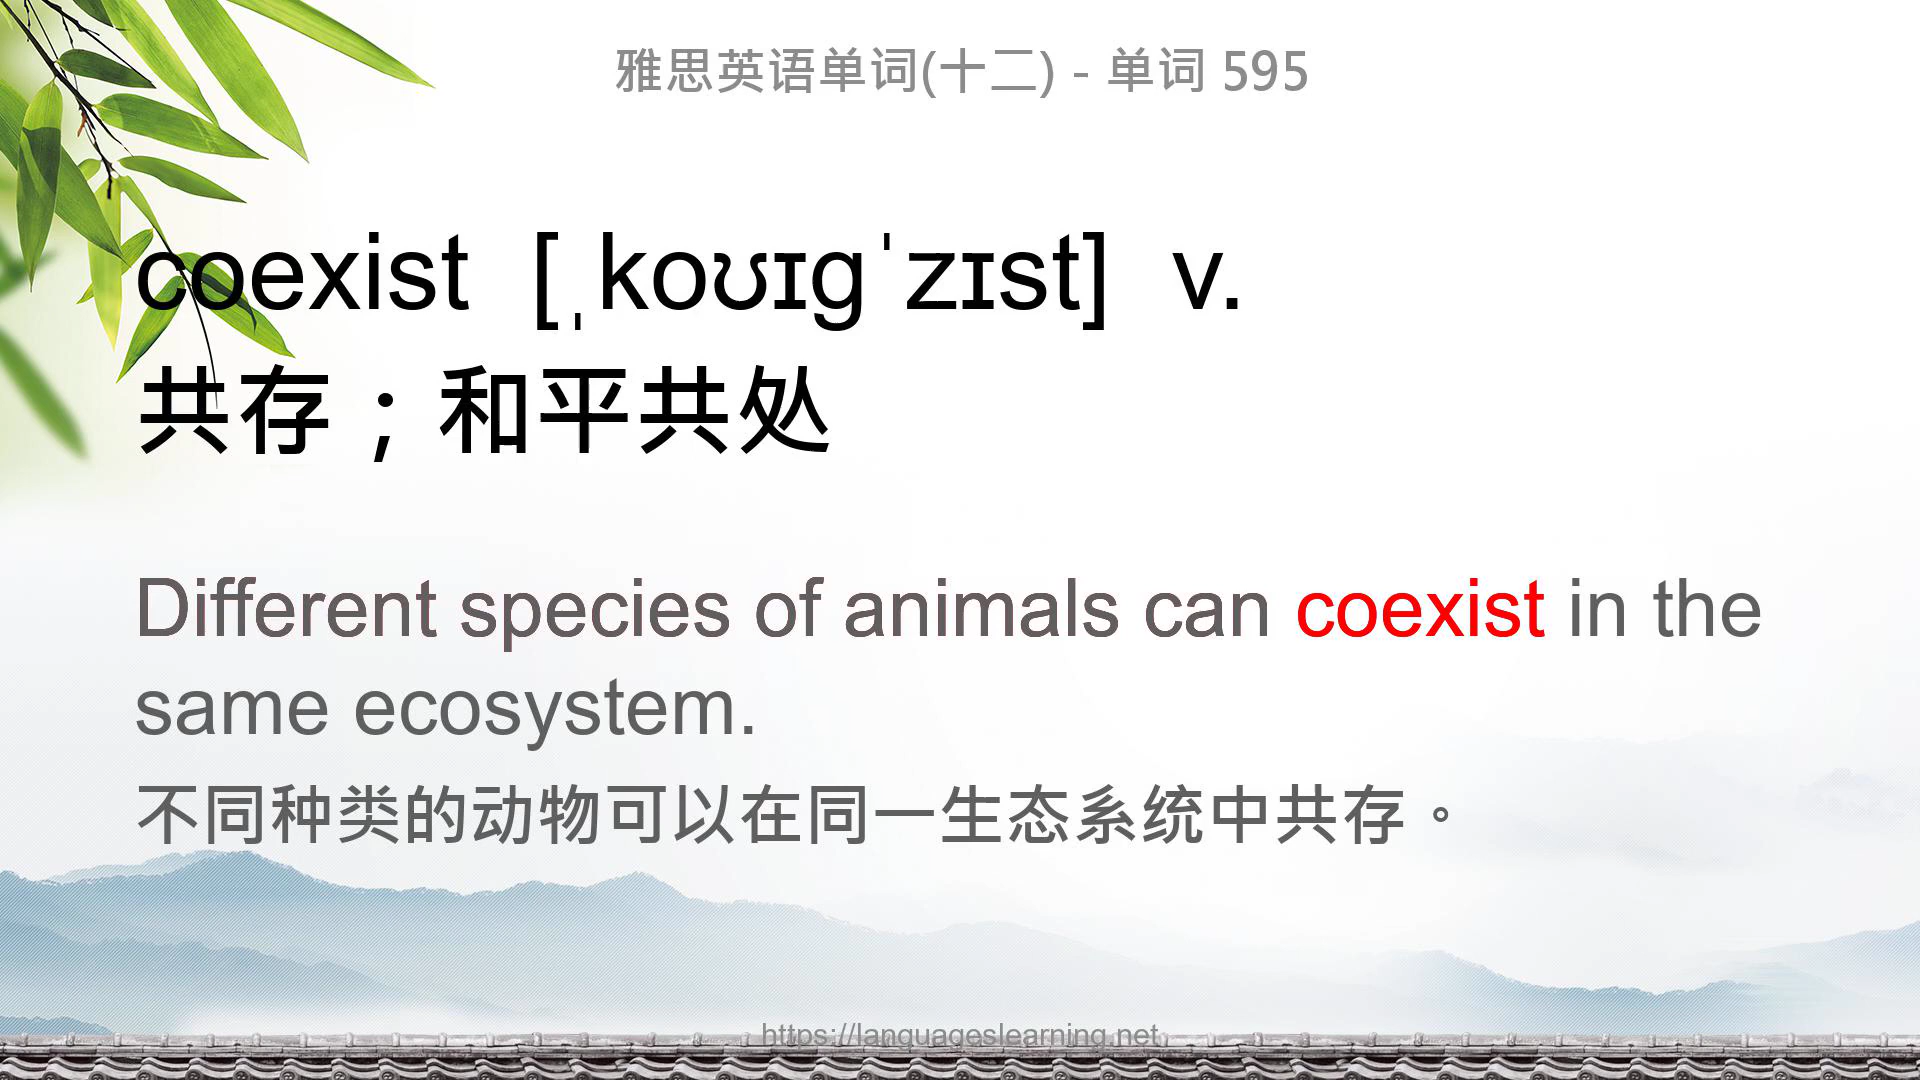 雅思英语单词(十二) - 单词 595
coexist [ˌkoʊɪgˈzɪst] v.
共存；和平共处
Different species of animals can coexist in the
same ecosystem.
不同种类的动物可以在同一生态系统中共存。
https://languageslearning.net